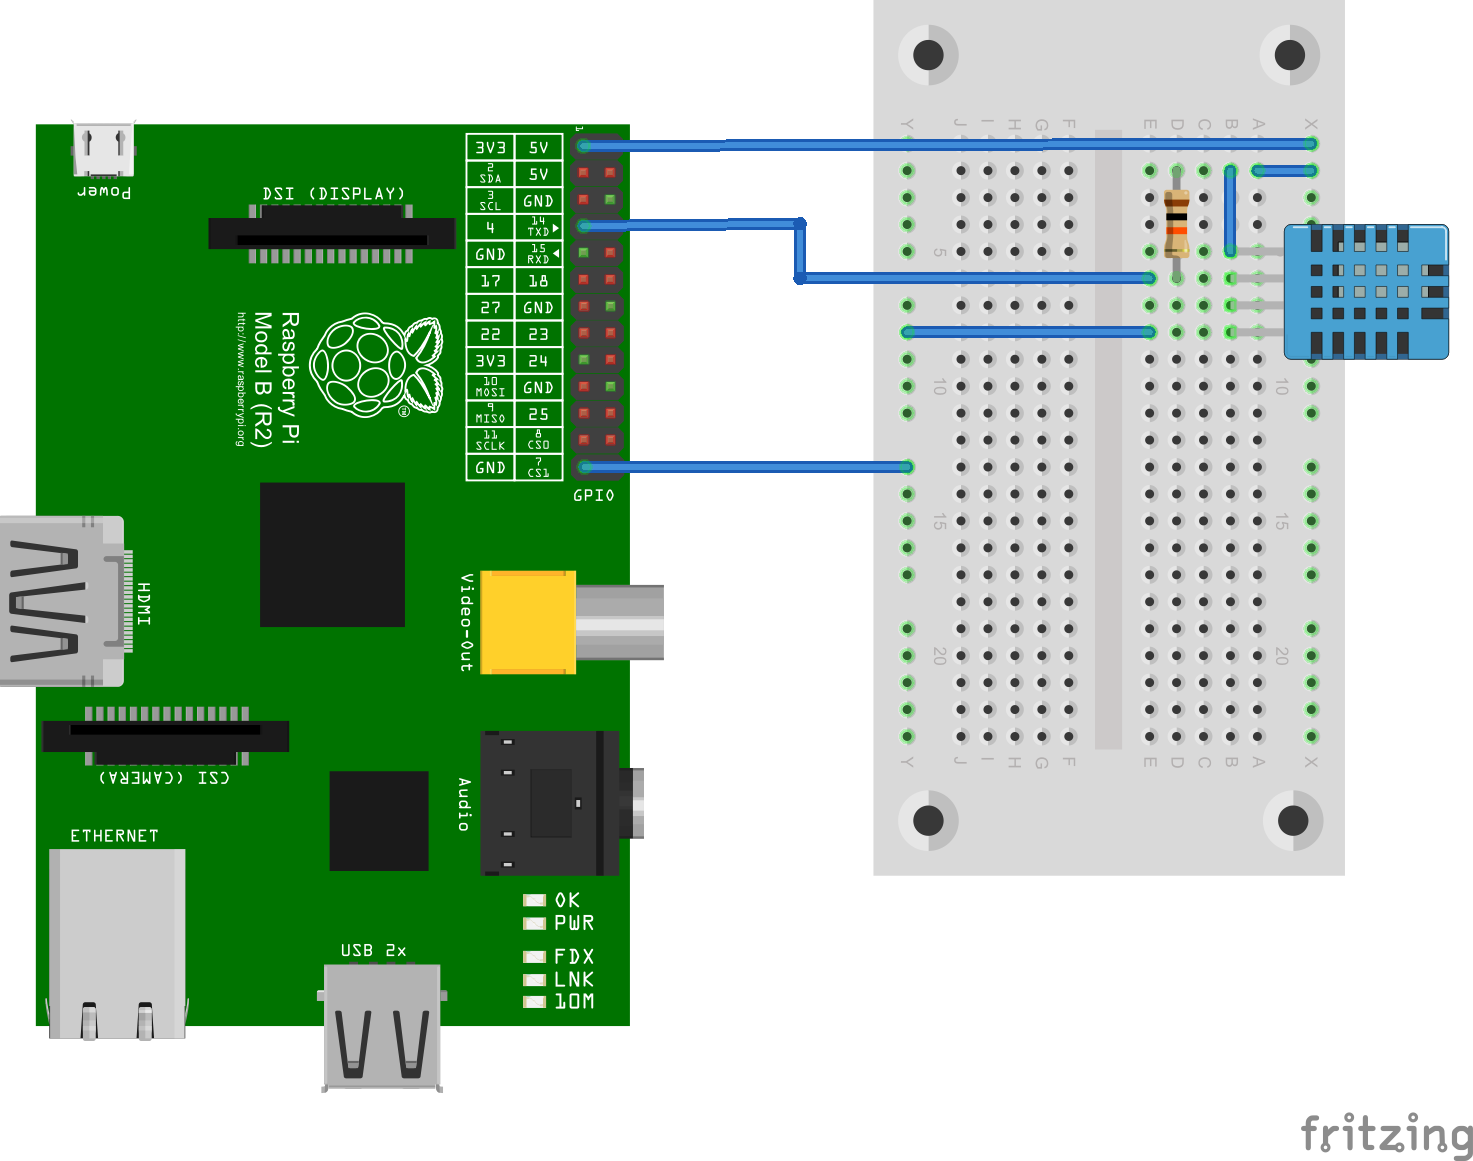 Power
DSI (DISPLAY)
1
3V3 5V
2 SDA 5V
3 SCL GND
4 14 TXD
GND 15 RXD
17 18
27 GND
22 23
3V3 24
10 MOSI GND
9 MISO 25
11 SCLK 8 CS0
GND 7 CS1
GPIO
Raspberry Pi
Model B (R2)
http://www.raspberrypi.org
TM
HDMI
Video-Out
CSI (CAMERA)
Audio
ETHERNET
USB 2x
OK
PWR
FDX
LNK
10M
Y J I H G F E D C B A X
5
10 10
15 15
20 20
Y J I H G F E D C B A X
fritzing